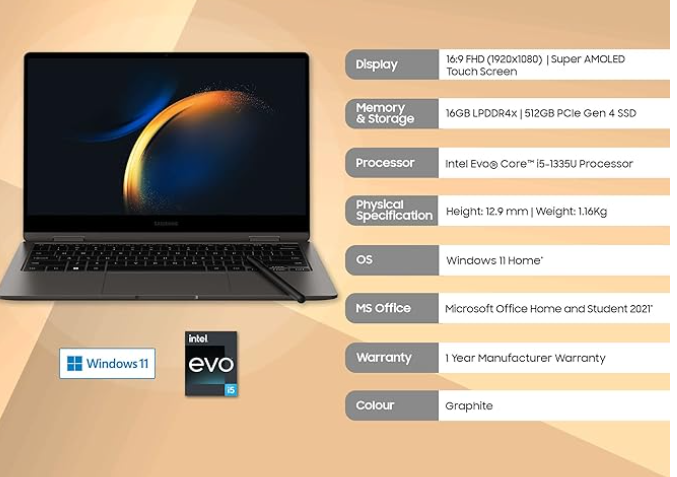 Display
16:9 FHD (1920x1080) | Super AMOLED
Touch Screen
Memory
& Storage
16GB LPDDR4x | 512GB PCIe Gen 4 SSD
Processor
Intel Evo® Core™ i5-1335U Processor
Physical
Specification
Height: 12.9 mm | Weight: 1.16Kg
OS
Windows 11 Home*
MS Office
Microsoft Office Home and Student 2021*
Warranty
1 Year Manufacturer Warranty
Colour
Graphite
SAMSUNG
Windows 11
intel
evo
i5